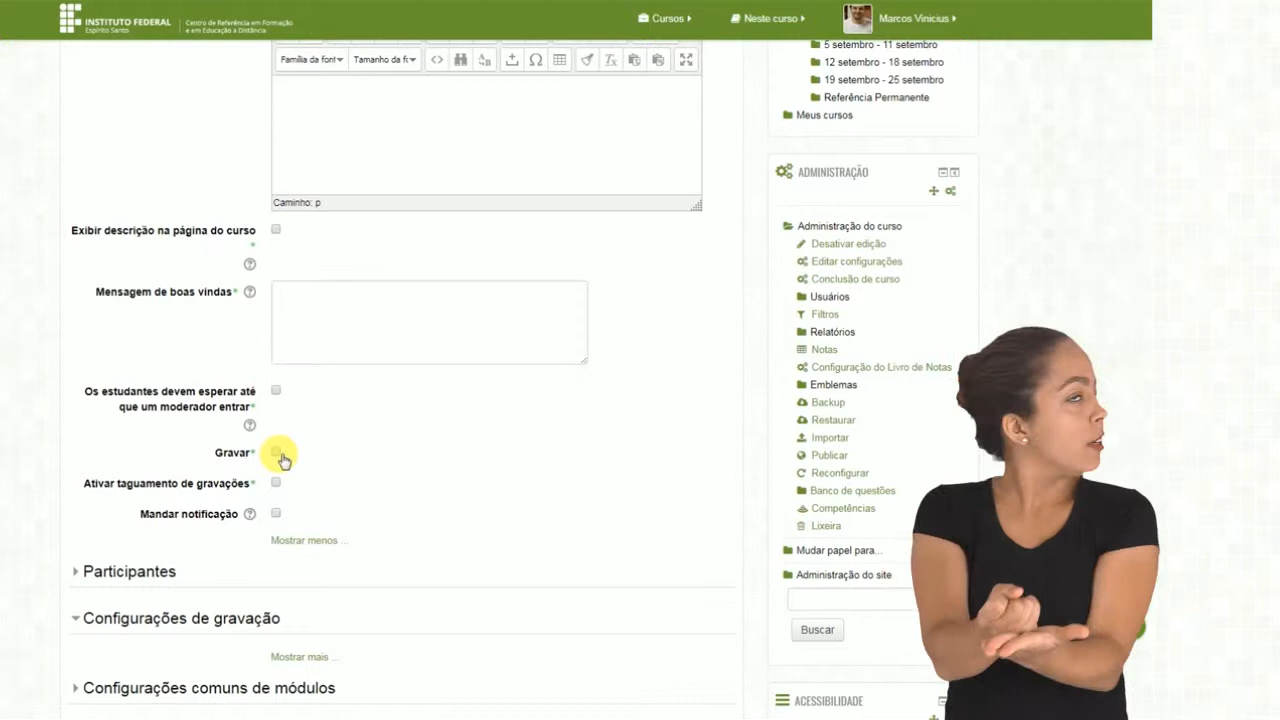 INSTITUTO FEDERAL
Espírito Santo
Centro de Referência em Formação
e em Educação a Distância
Cursos
Neste curso
Marcos Vinicius
Família da font
Tamanho da fo
Caminho: p
Exibir descrição na página do curso*
Mensagem de boas vindas*
Os estudantes devem esperar até
que um moderador entrar*
Gravar*
Ativar taguamento de gravações*
Mandar notificação
Mostrar menos ...
Participantes
Configurações de gravação
Mostrar mais ...
Configurações comuns de módulos
5 setembro - 11 setembro
12 setembro - 18 setembro
19 setembro - 25 setembro
Referência Permanente
Meus cursos
ADMINISTRAÇÃO
Administração do curso
Desativar edição
Editar configurações
Conclusão de curso
Usuários
Filtros
Relatórios
Notas
Configuração do Livro de Notas
Emblemas
Backup
Restaurar
Importar
Publicar
Reconfigurar
Banco de questões
Competências
Lixeira
Mudar papel para...
Administração do site
Buscar
ACESSIBILIDADE